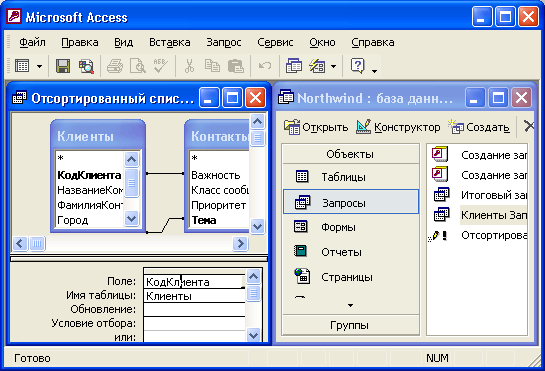 Microsoft Access
Файл Правка Вид Вставка Запрос Сервис Окно Справка
Отсортированный спис...
Клиенты
*
КодКлиента
НазваниеКом
ФамилияКонт
Город
Контакты
*
Важность
Класс сообщ
Приоритет
Тема
Поле: КодКлиента
Имя таблицы: Клиенты
Обновление:
Условие отбора:
или:
Northwind : база данн...
Открыть Конструктор Создать
Объекты
Таблицы
Запросы
Формы
Отчеты
Страницы
Группы
Создание зап
Создание зап
Итоговый за
Клиенты Зап
Отсортирова
Готово NUM